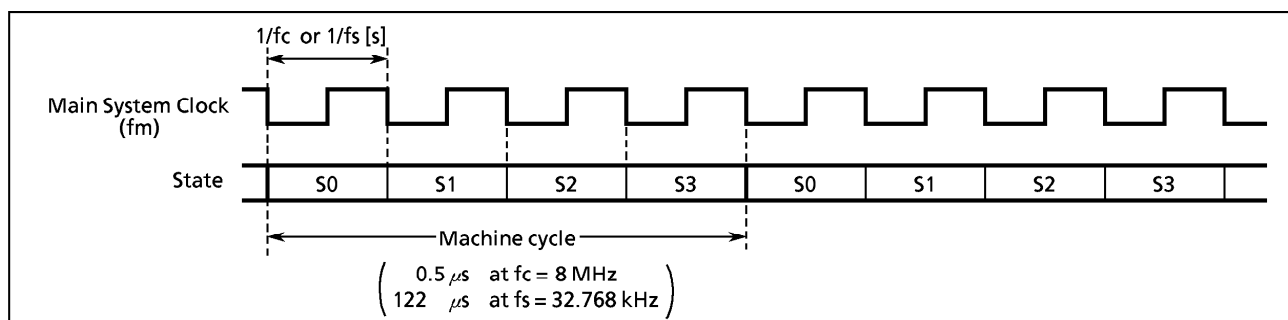 1/fc or 1/fs [s]
Main System Clock
(fm)
State S0 S1 S2 S3 S0 S1 S2 S3
Machine cycle
0.5 μs at fc = 8 MHz
122 μs at fs = 32.768 kHz